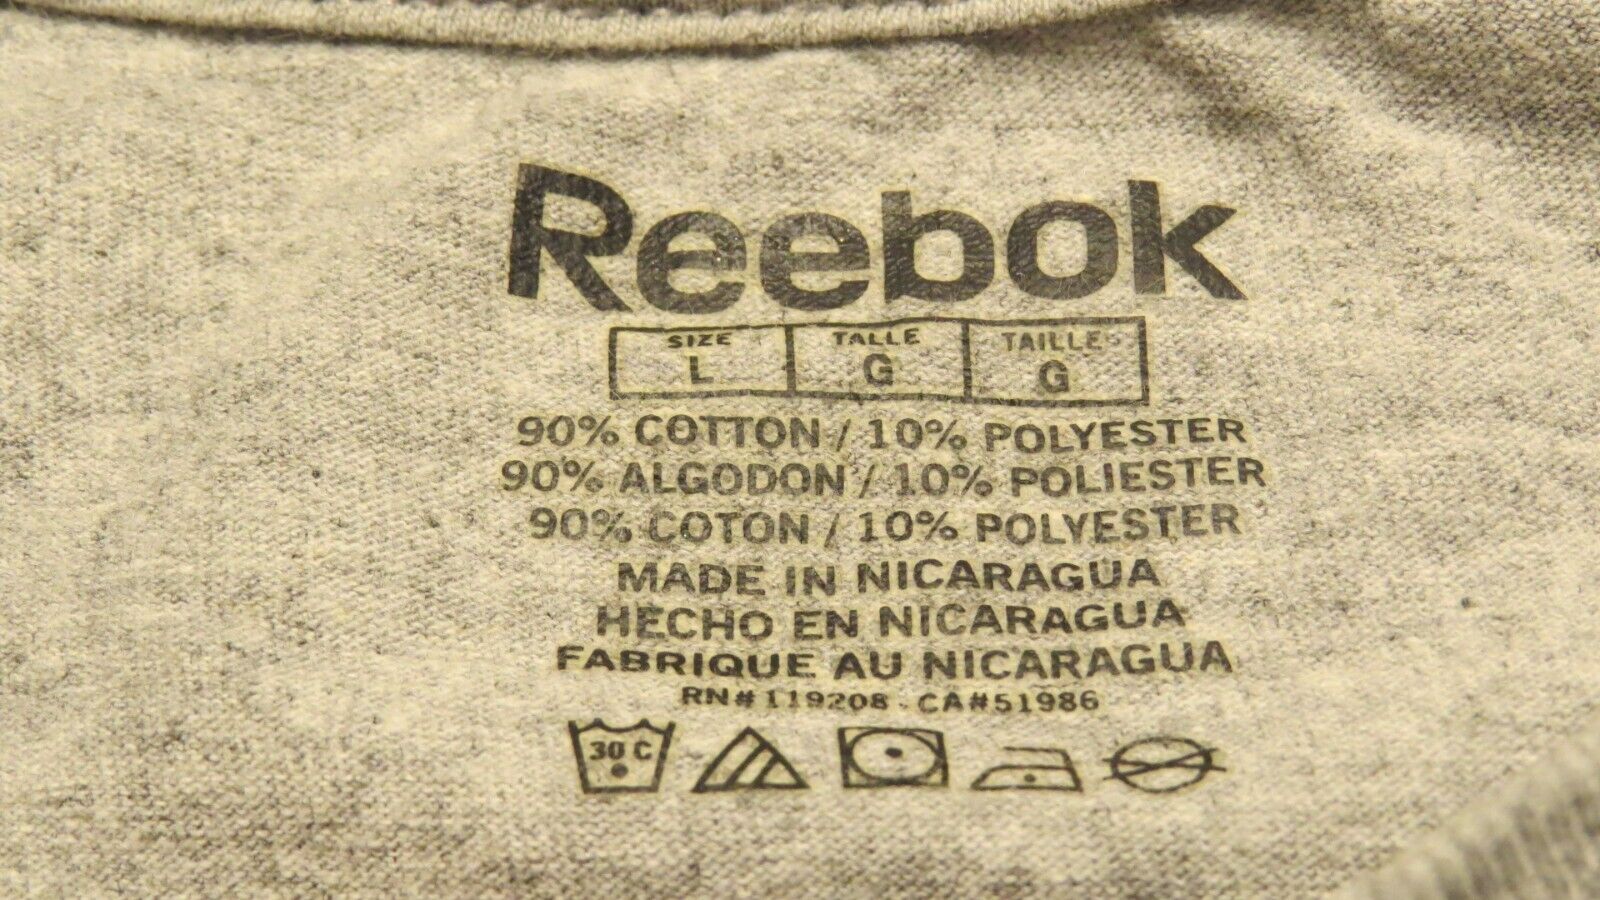 Reebok
SIZE TALLE TAILLE
L G G
90% COTTON / 10% POLYESTER
90% ALGODON / 10% POLIESTER
90% COTON / 10% POLYESTER
MADE IN NICARAGUA
HECHO EN NICARAGUA
FABRIQUE AU NICARAGUA
RN# 119208 - CA#51986
30 C